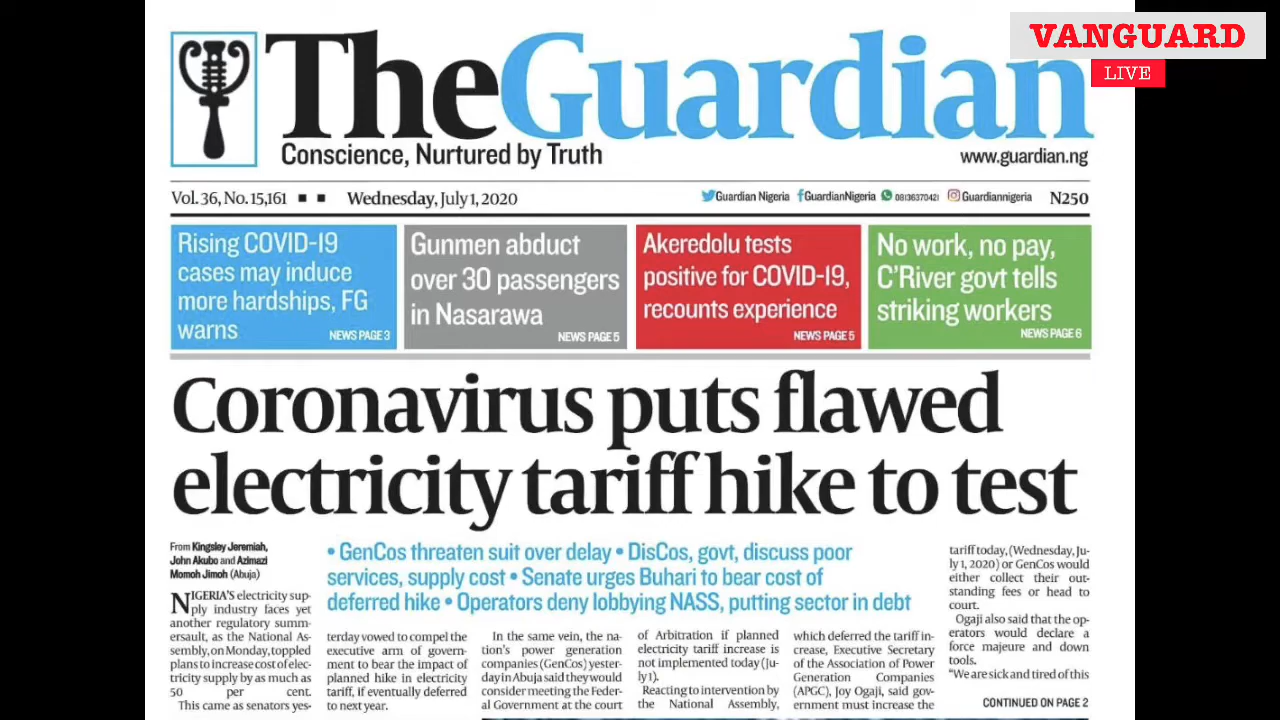 VANGUARD
LIVE
TheGuardian
Conscience, Nurtured by Truth
www.guardian.ng
Vol. 36, No. 15,161 ■ ■ Wednesday, July 1, 2020
Guardian Nigeria GuardianNigeria 08136370421 Guardiannigeria N250
Rising COVID-19
cases may induce
more hardships, FG
warns
NEWS PAGE 3
Gunmen abduct
over 30 passengers
in Nasarawa
NEWS PAGE 5
Akeredolu tests
positive for COVID-19,
recounts experience
NEWS PAGE 5
No work, no pay,
C'River govt tells
striking workers
NEWS PAGE 6
Coronavirus puts flawed
electricity tariff hike to test
From Kingsley Jeremiah,
John Akubo and Azimazi
Momoh Jimoh (Abuja)
• GenCos threaten suit over delay • DisCos, govt, discuss poor
services, supply cost • Senate urges Buhari to bear cost of
deferred hike • Operators deny lobbying NASS, putting sector in debt
NIGERIA'S electricity sup-
ply industry faces yet
another regulatory summ-
ersault, as the National As-
sembly, on Monday, toppled
plans to increase cost of elec-
tricity supply by as much as
50 per cent.
This came as senators yes-
terday vowed to compel the
executive arm of govern-
ment to bear the impact of
planned hike in electricity
tariff, if eventually deferred
to next year.
In the same vein, the na-
tion's power generation
companies (GenCos) yester-
day in Abuja said they would
consider meeting the Feder-
al Government at the court
of Arbitration if planned
electricity tariff increase is
not implemented today (Ju-
ly 1).
Reacting to intervention by
the National Assembly,
which deferred the tariff in-
crease, Executive Secretary
of the Association of Power
Generation Companies
(APGC), Joy Ogaji, said gov-
ernment must increase the
tariff today, (Wednesday, Ju-
ly 1, 2020) or GenCos would
either collect their out-
standing fees or head to
court.
Ogaji also said that the op-
erators would declare a
force majeure and down
tools.
"We are sick and tired of this
CONTINUED ON PAGE 2